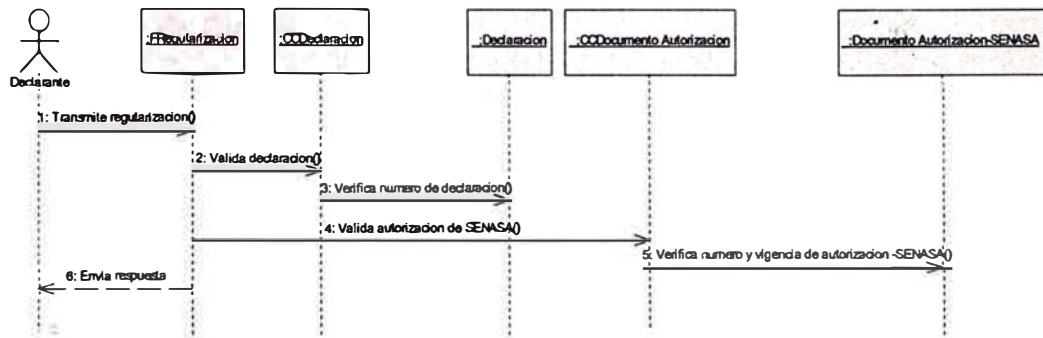 :FRegularizacion
:CCDeclaracion
:Declaracion
:CCDocumento Autorizacion
:Documento Autorizacion-SENASA
Declarante
1: Transmite regularizacion()
2: Valida declaracion()
3: Verifica numero de declaracion()
4: Valida autorizacion de SENASA()
5: Verifica numero y vigencia de autorizacion -SENASA()
6: Envia respuesta